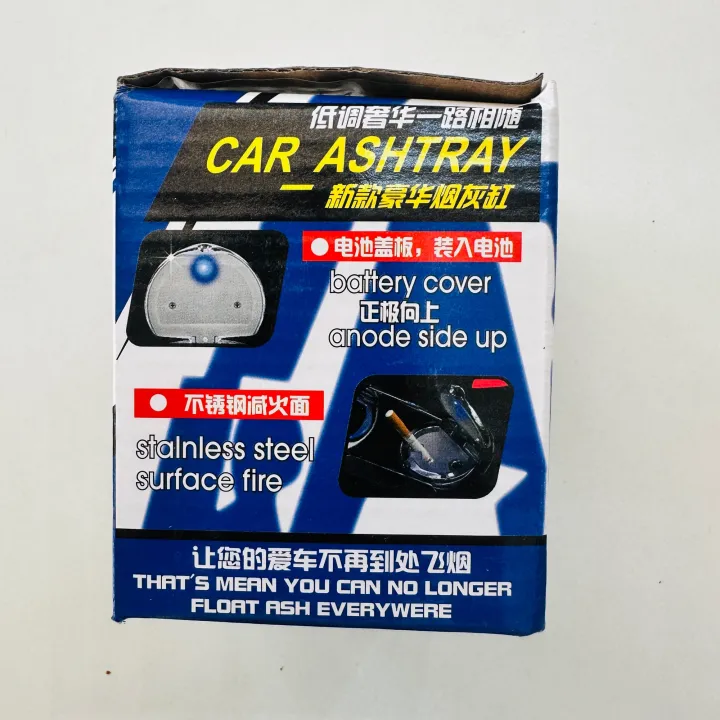 低调奢华一路相随
CAR ASHTRAY
一 新款豪华烟灰缸
电池盖板，装入电池
battery cover
正极向上
anode side up
不锈钢减火面
stainless steel
surface fire
让您的爱车不再到处飞烟
THAT'S MEAN YOU CAN NO LONGER
FLOAT ASH EVERYWERE